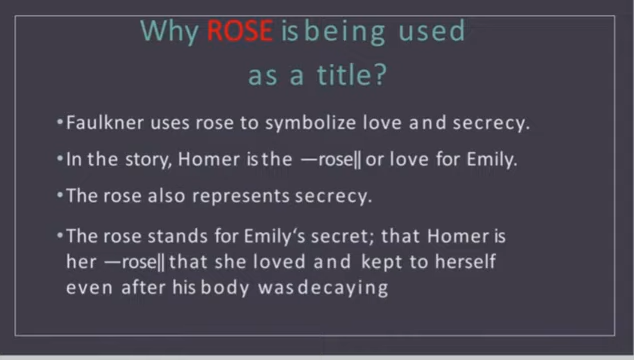 Why ROSE is being used
as a title?
•Faulkner uses rose to symbolize love and secrecy.
•In the story, Homer is the —rose‖ or love for Emily.
•The rose also represents secrecy.
•The rose stands for Emily‘s secret; that Homer is
her —rose‖ that she loved and kept to herself
even after his body was decaying